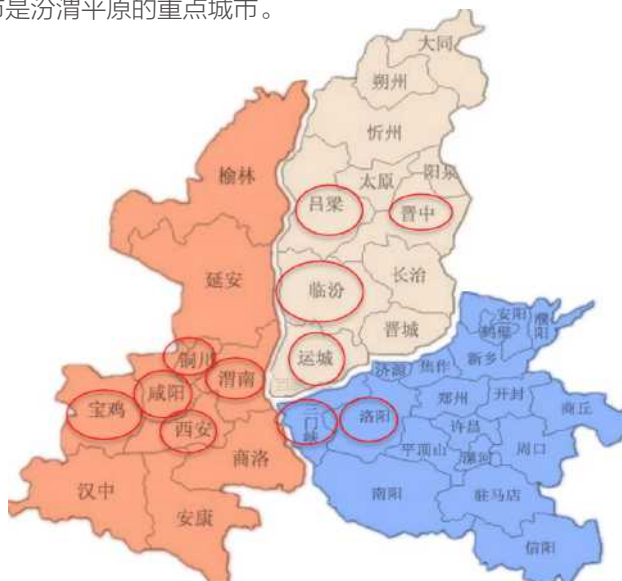 市是汾渭平原的重点城市。
大同
朔州
忻州
榆林
太原
阳泉
吕梁
晋中
延安
临汾
长治
晋城
安阳
濮阳
鹤壁
铜川
运城
新乡
渭南
济源
焦作
咸阳
宝鸡
郑州
开封
商丘
三门峡
洛阳
西安
许昌
平顶山
漯河
周口
商洛
汉中
南阳
驻马店
安康
信阳